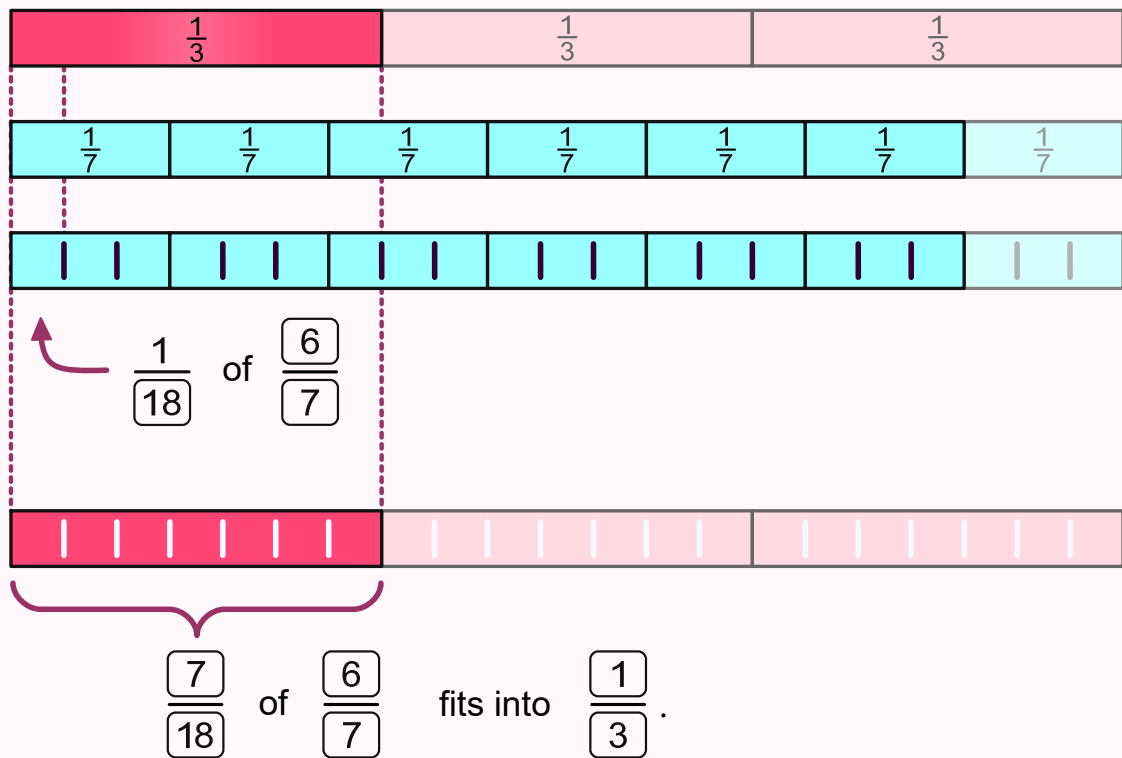 1/3 1/3 1/3
1/7 1/7 1/7 1/7 1/7 1/7 1/7
1/18 of 6/7
7/18 of 6/7 fits into 1/3.